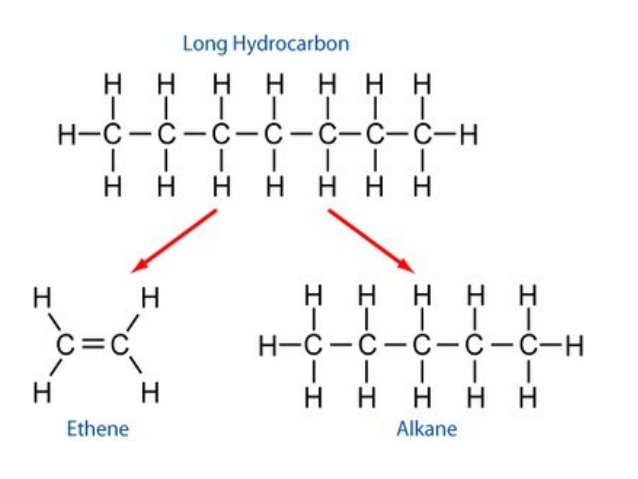 Long Hydrocarbon
H H H H H H H
H-C-C-C-C-C-C-C-H
H H H H H H H
H H H H H H H
C=C H-C-C-C-C-C-H
H H H H H H H
Ethene Alkane